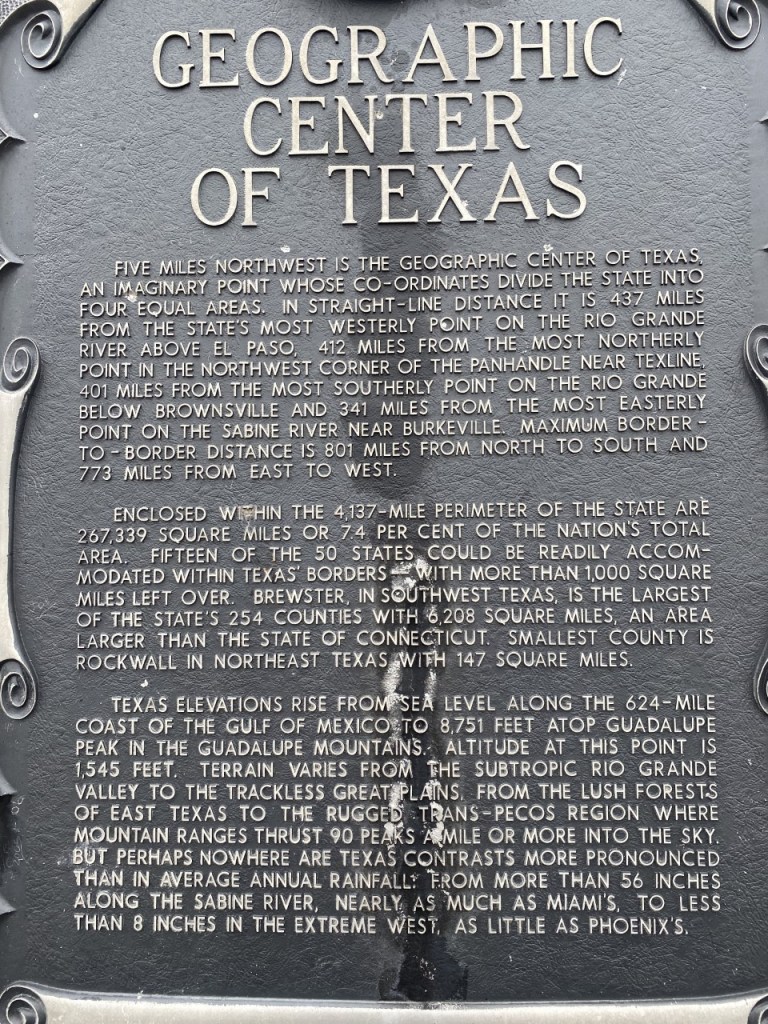 GEOGRAPHIC
CENTER
OF TEXAS
FIVE MILES NORTHWEST IS THE GEOGRAPHIC CENTER OF TEXAS,
AN IMAGINARY POINT WHOSE CO-ORDINATES DIVIDE THE STATE INTO
FOUR EQUAL AREAS. IN STRAIGHT-LINE DISTANCE IT IS 437 MILES
FROM THE STATE'S MOST WESTERLY POINT ON THE RIO GRANDE
RIVER ABOVE EL PASO, 412 MILES FROM THE MOST NORTHERLY
POINT IN THE NORTHWEST CORNER OF THE PANHANDLE NEAR TEXLINE,
401 MILES FROM THE MOST SOUTHERLY POINT ON THE RIO GRANDE
BELOW BROWNSVILLE AND 341 MILES FROM THE MOST EASTERLY
POINT ON THE SABINE RIVER NEAR BURKEVILLE. MAXIMUM BORDER-
TO-BORDER DISTANCE IS 801 MILES FROM NORTH TO SOUTH AND
773 MILES FROM EAST TO WEST.
ENCLOSED WITHIN THE 4,137-MILE PERIMETER OF THE STATE ARE
267,339 SQUARE MILES OR 7.4 PER CENT OF THE NATION'S TOTAL
AREA. FIFTEEN OF THE 50 STATES COULD BE READILY ACCOM-
MODATED WITHIN TEXAS' BORDERS - WITH MORE THAN 1,000 SQUARE
MILES LEFT OVER. BREWSTER, IN SOUTHWEST TEXAS, IS THE LARGEST
OF THE STATE'S 254 COUNTIES WITH 6,208 SQUARE MILES, AN AREA
LARGER THAN THE STATE OF CONNECTICUT. SMALLEST COUNTY IS
ROCKWALL IN NORTHEAST TEXAS WITH 147 SQUARE MILES.
TEXAS ELEVATIONS RISE FROM SEA LEVEL ALONG THE 624-MILE
COAST OF THE GULF OF MEXICO TO 8,751 FEET ATOP GUADALUPE
PEAK IN THE GUADALUPE MOUNTAINS. ALTITUDE AT THIS POINT IS
1,545 FEET. TERRAIN VARIES FROM THE SUBTROPIC RIO GRANDE
VALLEY TO THE TRACKLESS GREAT PLAINS, FROM THE LUSH FORESTS
OF EAST TEXAS TO THE RUGGED TRANS-PECOS REGION WHERE
MOUNTAIN RANGES THRUST 90 PEAKS A MILE OR MORE INTO THE SKY.
BUT PERHAPS NOWHERE ARE TEXAS CONTRASTS MORE PRONOUNCED
THAN IN AVERAGE ANNUAL RAINFALL: FROM MORE THAN 56 INCHES
ALONG THE SABINE RIVER, NEARLY AS MUCH AS MIAMI'S, TO LESS
THAN 8 INCHES IN THE EXTREME WEST, AS LITTLE AS PHOENIX'S.